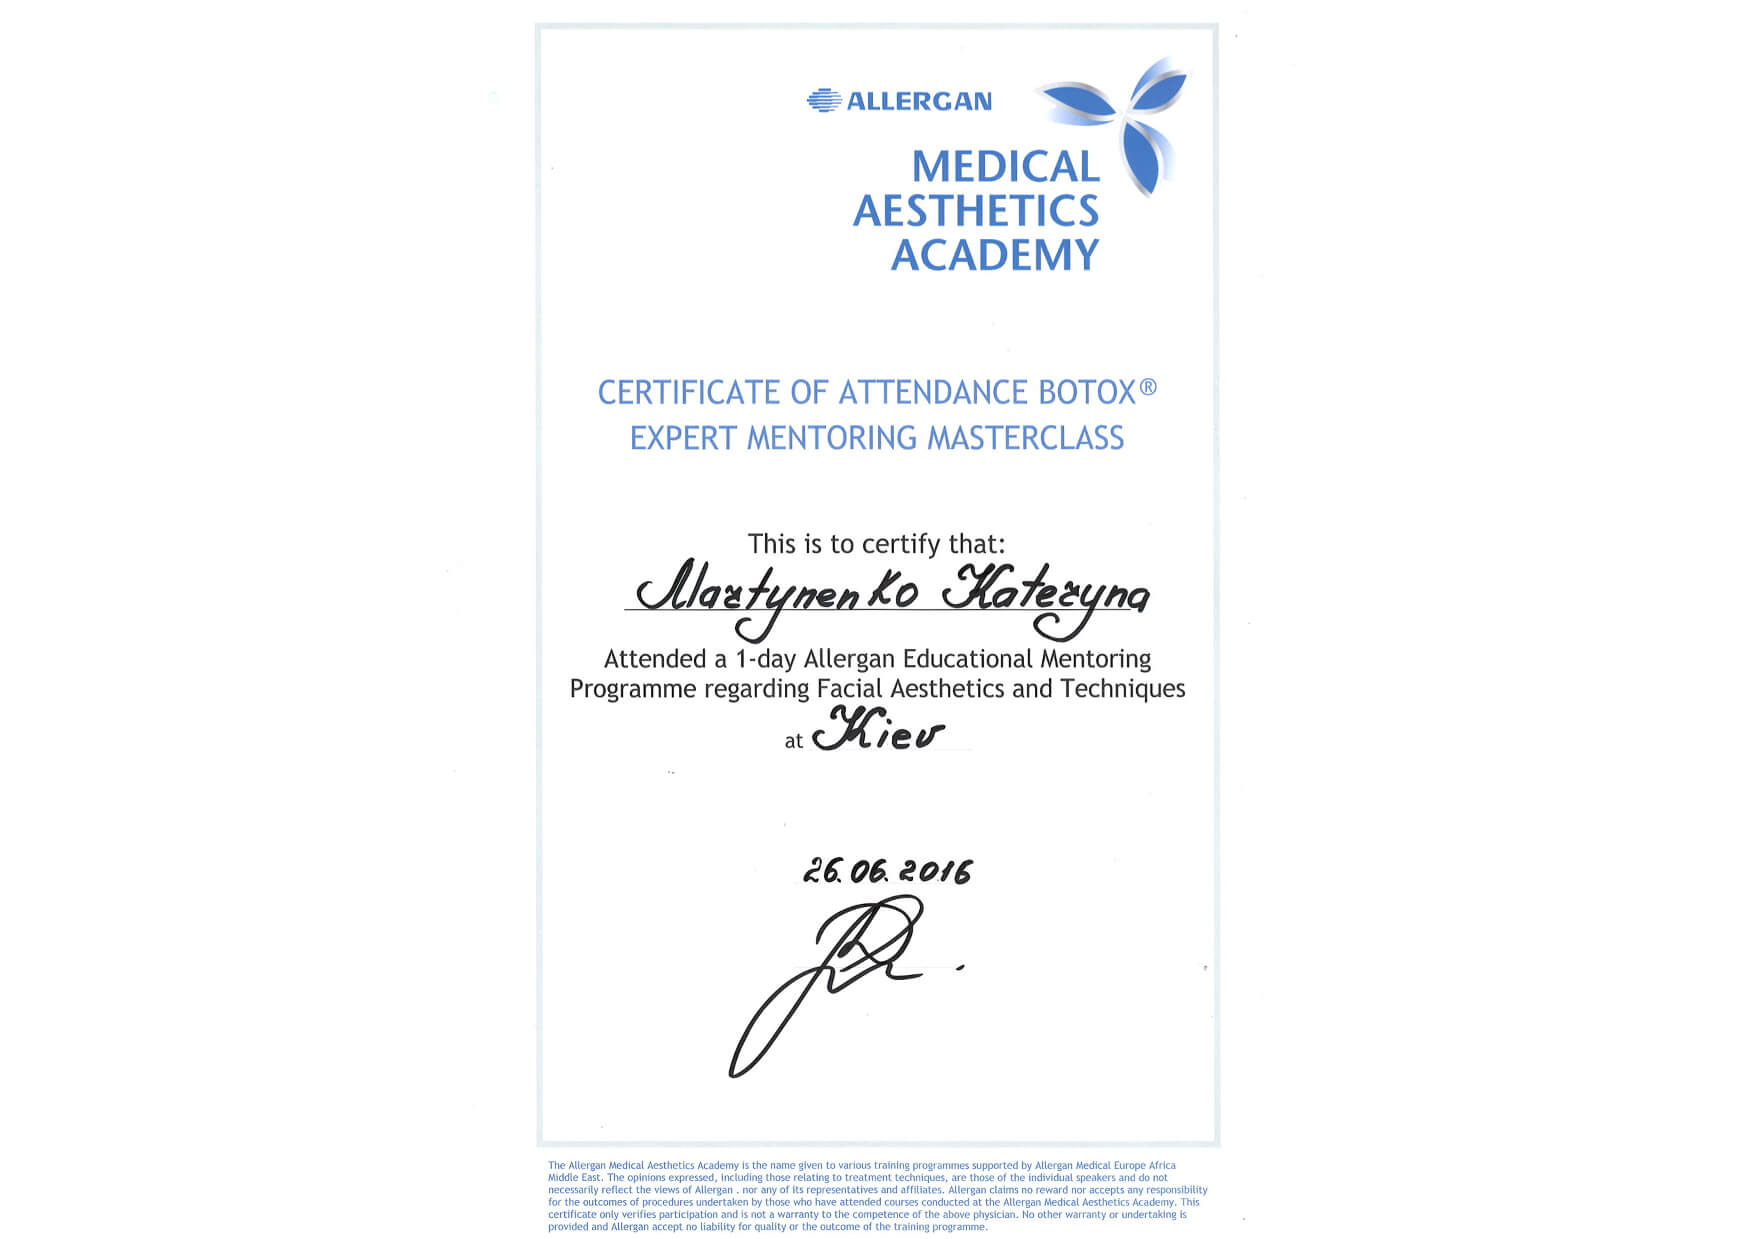 ALLERGAN
MEDICAL
AESTHETICS
ACADEMY
CERTIFICATE OF ATTENDANCE BOTOX®
EXPERT MENTORING MASTERCLASS
This is to certify that:
Martynenko Kateryna
Attended a 1-day Allergan Educational Mentoring
Programme regarding Facial Aesthetics and Techniques
at Kiev
26.06.2016
The Allergan Medical Aesthetics Academy is the name given to various training programmes supported by Allergan Medical Europe Africa
Middle East. The opinions expressed, including those relating to treatment techniques, are those of the individual speakers and do not
necessarily reflect the views of Allergan . nor any of its representatives and affiliates. Allergan claims no reward nor accepts any responsibility
for the outcomes of procedures undertaken by those who have attended courses conducted at the Allergan Medical Aesthetics Academy. This
certificate only verifies participation and is not a warranty to the competence of the above physician. No other warranty or undertaking is
provided and Allergan accept no liability for quality or the outcome of the training programme.